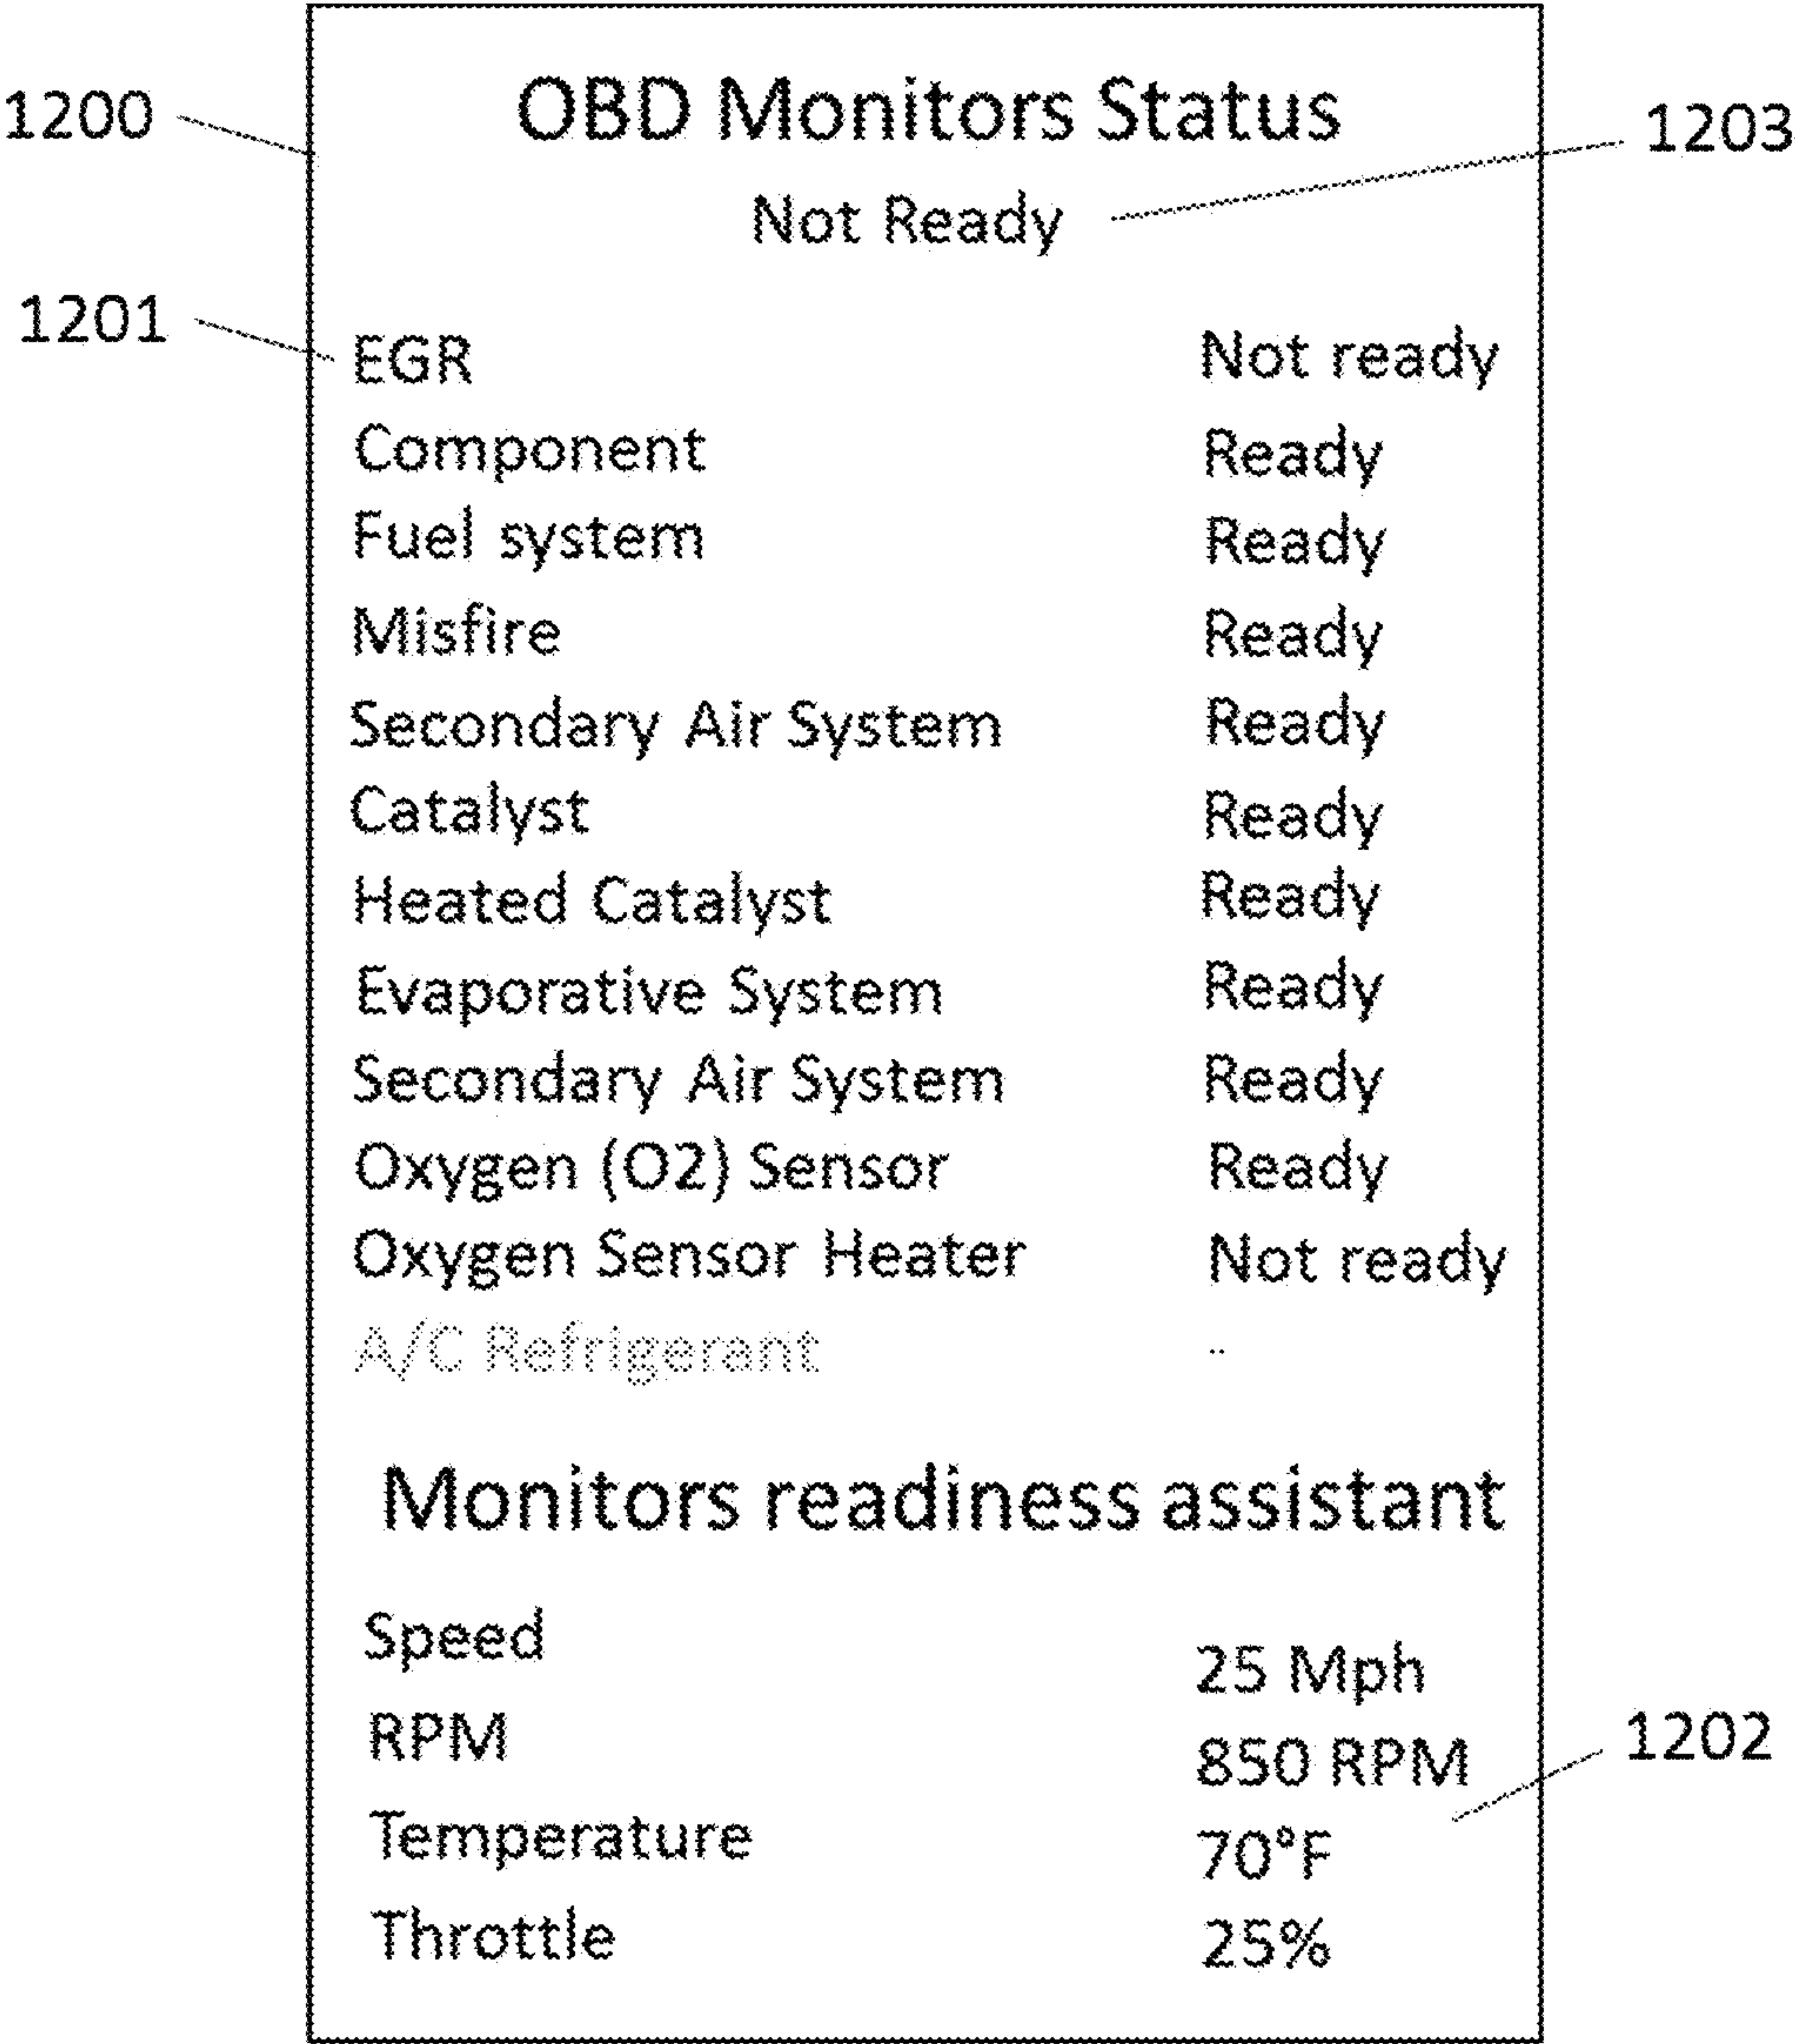 OBD Monitors Status
1200
1203
Not Ready
1201
EGR Not ready
Component Ready
Fuel system Ready
Misfire Ready
Secondary Air System Ready
Catalyst Ready
Heated Catalyst Ready
Evaporative System Ready
Secondary Air System Ready
Oxygen (O2) Sensor Ready
Oxygen Sensor Heater Not ready
A/C Refrigerant --
Monitors readiness assistant
Speed 25 Mph
RPM 850 RPM
1202
Temperature 70°F
Throttle 25%